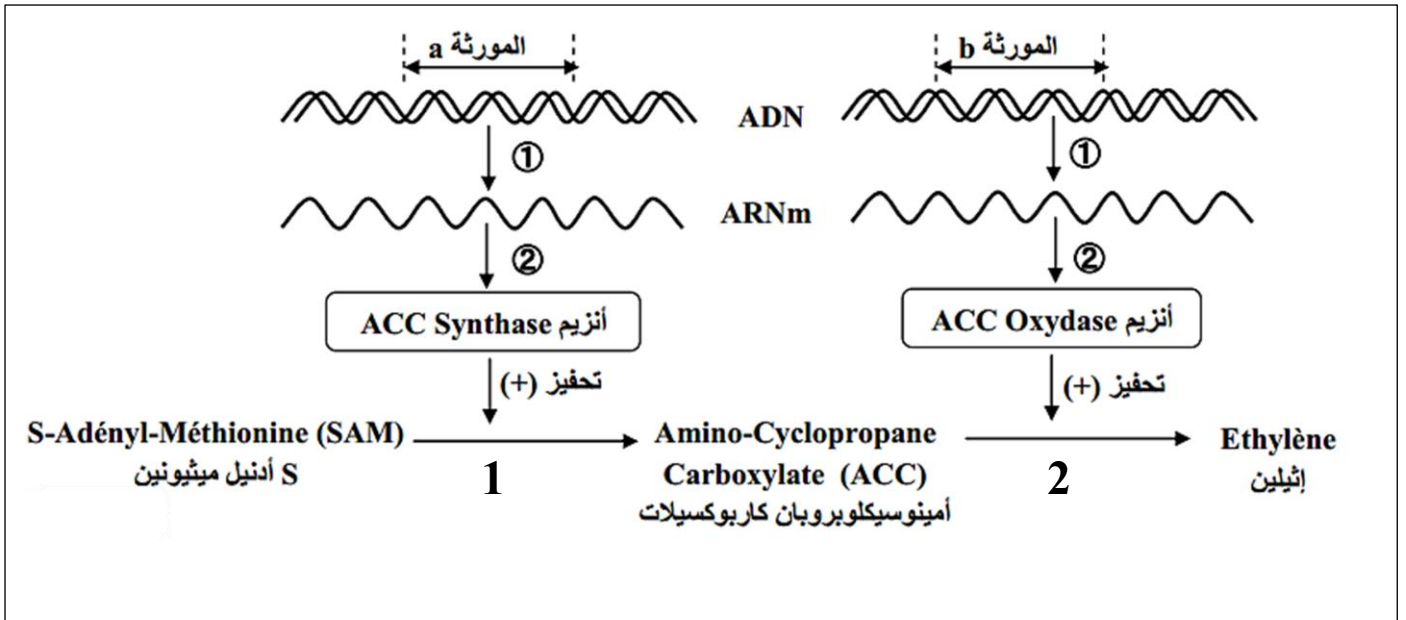 المورثة a
المورثة b
ADN
①
①
ARNm
②
②
أنزيم ACC Synthase
أنزيم ACC Oxydase
تحفيز (+)
تحفيز (+)
S-Adényl-Méthionine (SAM)
S أدنيل ميثيونين
1
Amino-Cyclopropane
Carboxylate (ACC)
أمينوسيكلوبروبان كاربوكسيلات
2
Ethylène
إثيلين